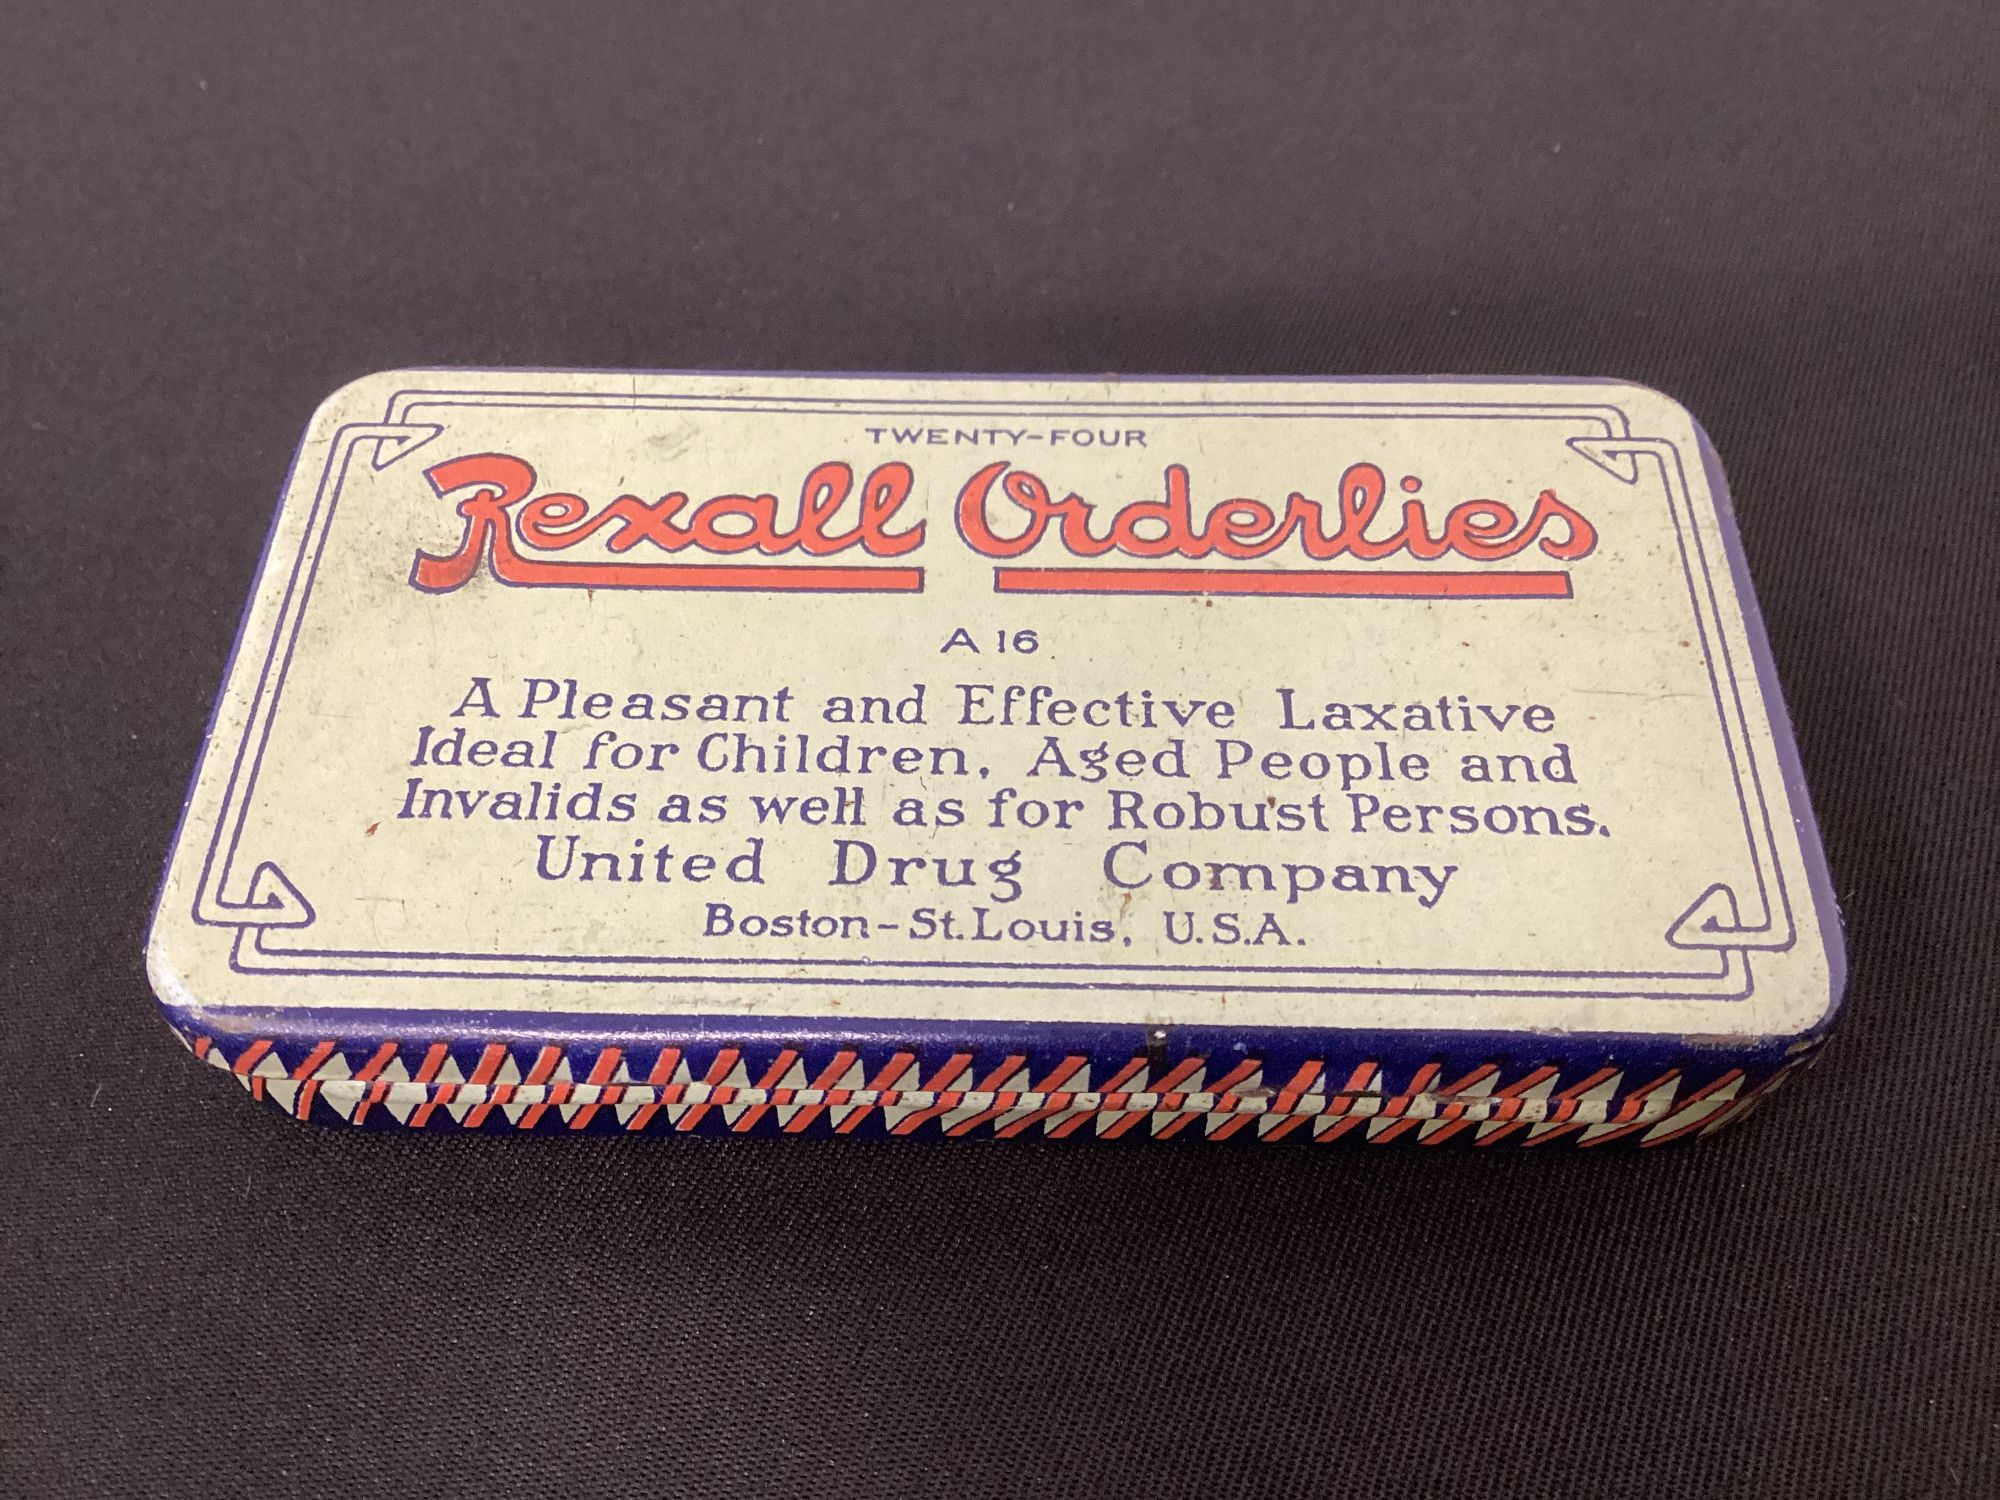 TWENTY-FOUR
Rexall Orderlies
A 16
A Pleasant and Effective Laxative
Ideal for Children, Aged People and
Invalids as well as for Robust Persons.
United Drug Company
Boston-St. Louis, U.S.A.